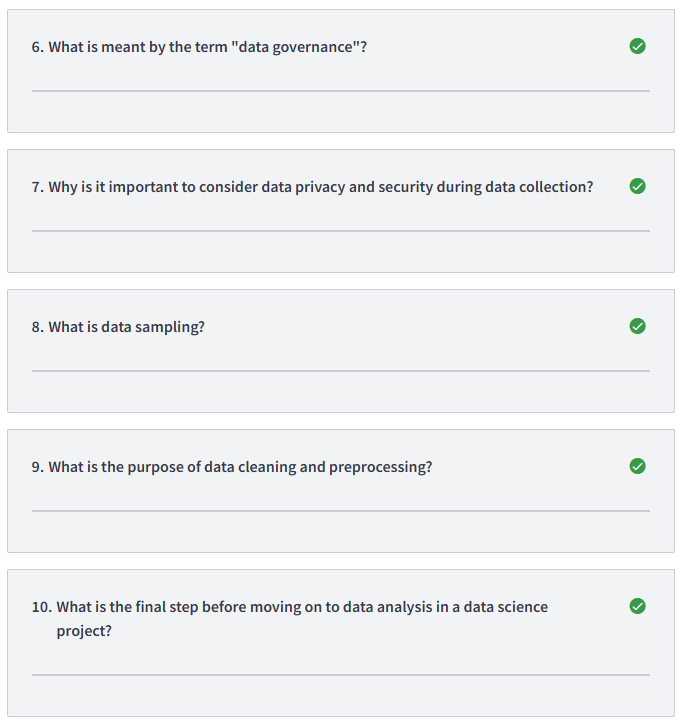 6. What is meant by the term "data governance"?
7. Why is it important to consider data privacy and security during data collection?
8. What is data sampling?
9. What is the purpose of data cleaning and preprocessing?
10. What is the final step before moving on to data analysis in a data science
project?